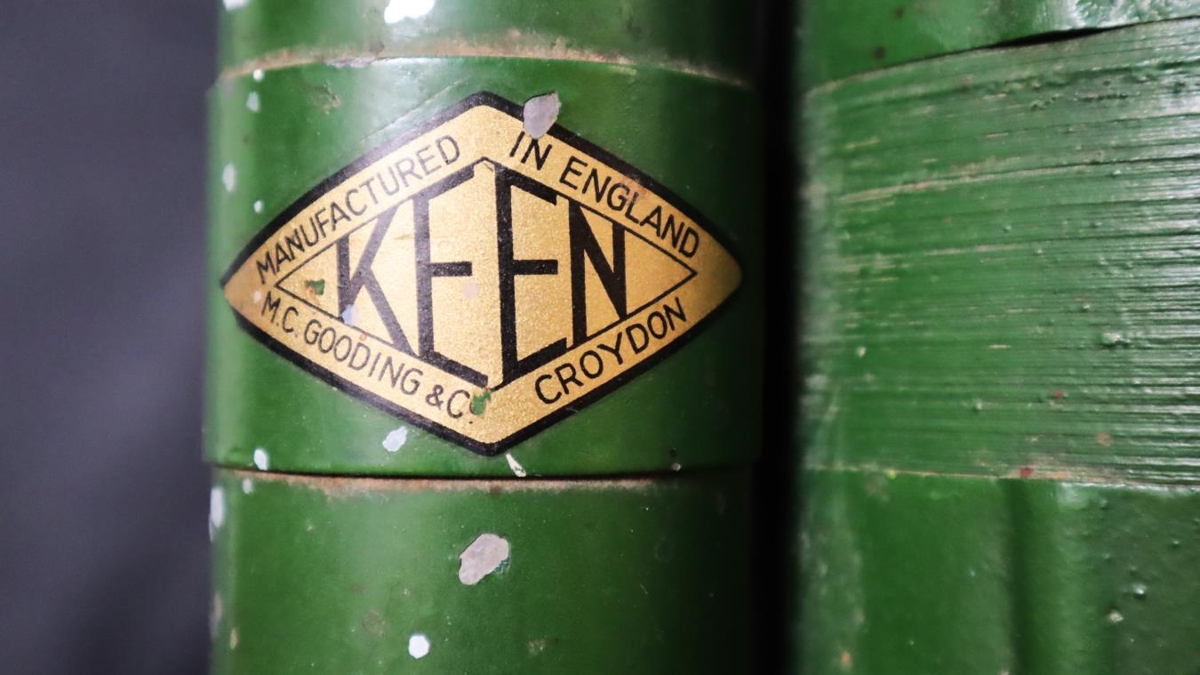 MANUFACTURED IN ENGLAND
KEEN
M.C. GOODING & Co CROYDON